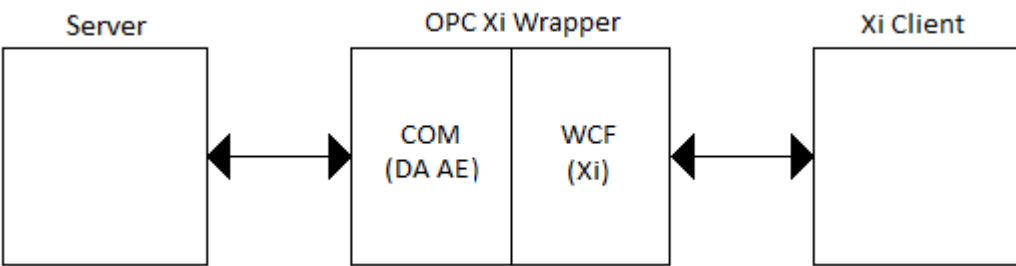 Server
OPC Xi Wrapper
Xi Client
COM
(DA AE)
WCF
(Xi)